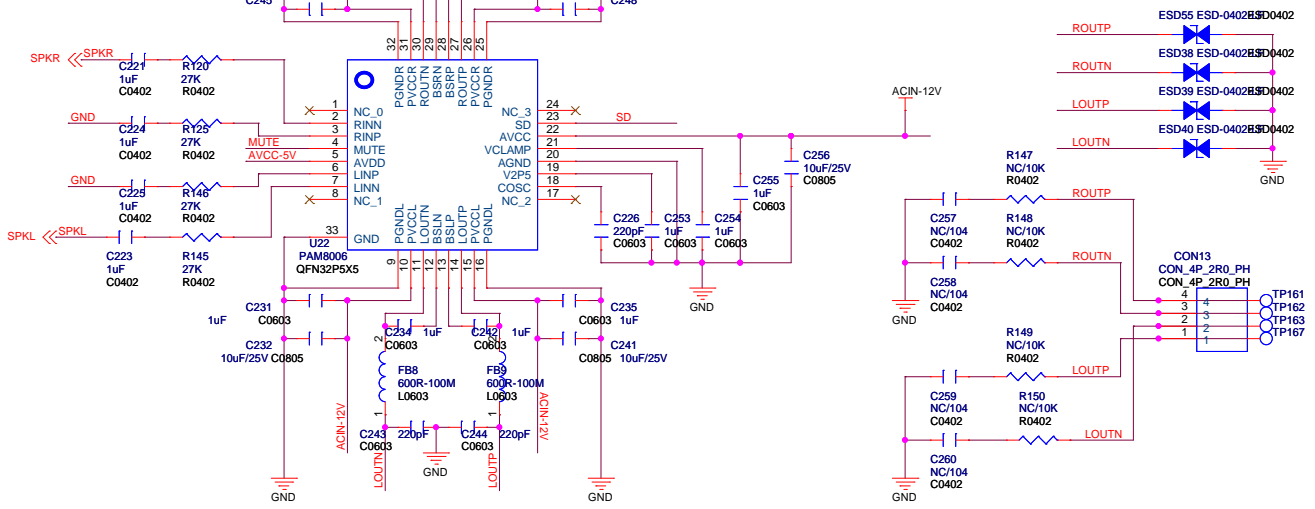 C245
C248
SPKR
SPKR
C221
1uF
C0402
R120
27K
R0402
GND
C224
1uF
C0402
R125
27K
R0402
MUTE
AVCC-5V
GND
C225
1uF
C0402
R146
27K
R0402
SPKL
SPKL
C223
1uF
C0402
R145
27K
R0402
32
31
30
29
28
27
26
25
PGNDR
PVCCR
ROUTN
BSRN
BSRP
ROUTP
PVCCR
PGNDR
1 NC_0
2 RINN
3 RINP
4 MUTE
5 AVDD
6 LINP
7 LINN
8 NC_1
33 GND
NC_3 24
SD 23
AVCC 22
VCLAMP 21
AGND 20
V2P5 19
COSC 18
NC_2 17
PGNDL
PVCCL
LOUTN
BSLN
BSLP
LOUTP
PVCCL
PGNDL
9
10
11
12
13
14
15
16
U22
PAM8006
QFN32P5X5
SD
ACIN-12V
C256
10uF/25V
C0805
C255
1uF
C0603
C226
220pF
C0603
C253
1uF
C0603
C254
1uF
C0603
GND
C231
1uF
C0603
C232
10uF/25V
C0805
C234
1uF
C0603
C242
1uF
C0603
C235
1uF
C0603
C241
10uF/25V
C0805
2
FB8
600R-100M
L0603
1
2
FB9
600R-100M
L0603
1
ACIN-12V
ACIN-12V
C243
220pF
C0603
C244
220pF
C0603
GND
LOUTN
LOUTP
GND
GND
ROUTP
ESD55 ESD-0402
ESD0402
ROUTN
ESD38 ESD-0402
ESD0402
LOUTP
ESD39 ESD-0402
ESD0402
LOUTN
ESD40 ESD-0402
ESD0402
GND
R147
NC/10K
R0402
ROUTP
C257
NC/104
C0402
R148
NC/10K
R0402
ROUTN
C258
NC/104
C0402
GND
CON13
CON_4P_2R0_PH
CON_4P_2R0_PH
4 4
3 3
2 2
1 1
TP161
TP162
TP163
TP167
R149
NC/10K
R0402
LOUTP
C259
NC/104
C0402
R150
NC/10K
R0402
LOUTN
C260
NC/104
C0402
GND